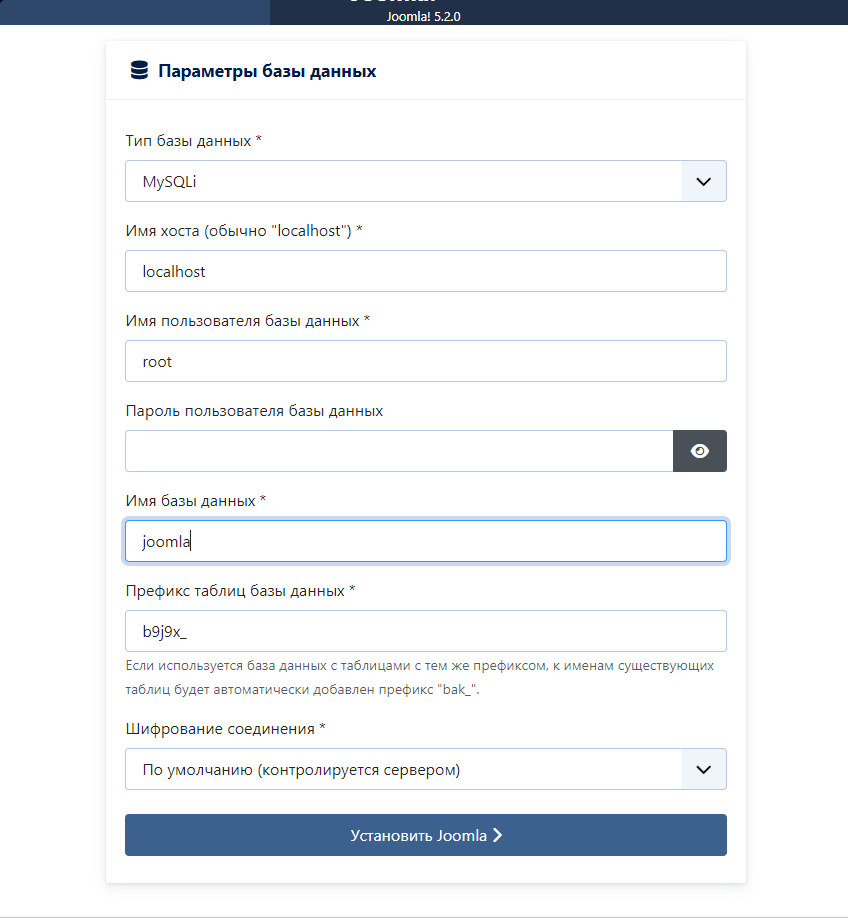 Joomla! 5.2.0
Параметры базы данных
Тип базы данных *
MySQLi
Имя хоста (обычно "localhost") *
localhost
Имя пользователя базы данных *
root
Пароль пользователя базы данных
Имя базы данных *
joomla
Префикс таблиц базы данных *
b9j9x_
Если используется база данных с таблицами с тем же префиксом, к именам существующих
таблиц будет автоматически добавлен префикс "bak_".
Шифрование соединения *
По умолчанию (контролируется сервером)
Установить Joomla